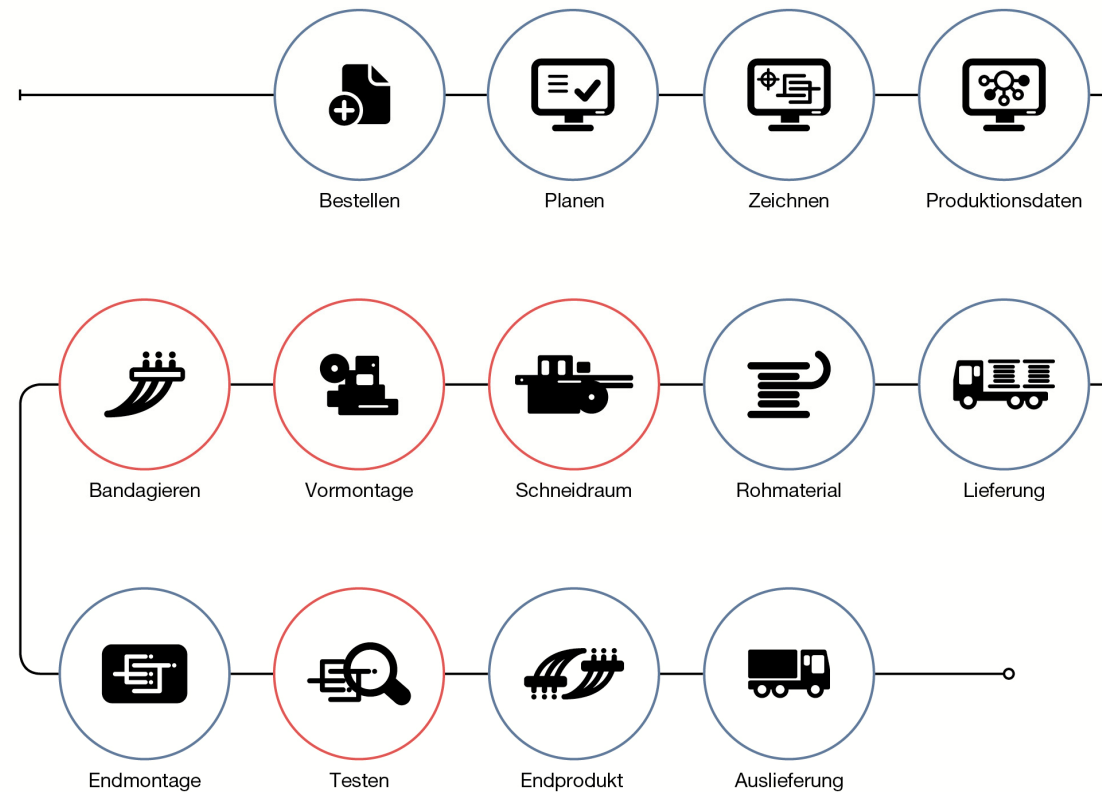 Bestellen
Planen
Zeichnen
Produktionsdaten
Bandagieren
Vormontage
Schneidraum
Rohmaterial
Lieferung
Endmontage
Testen
Endprodukt
Auslieferung